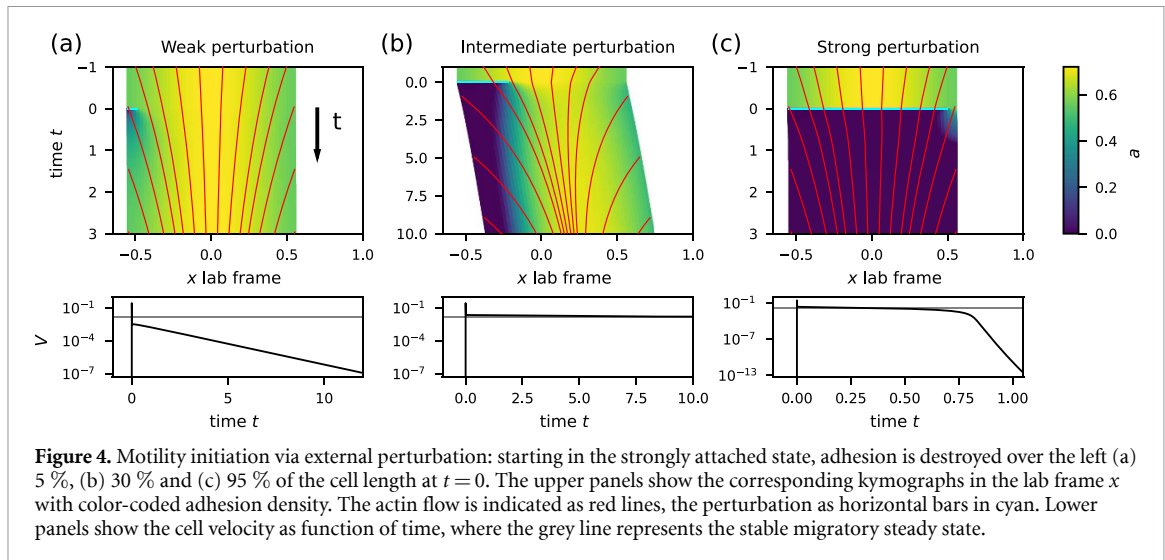 (a) Weak perturbation
(b) Intermediate perturbation
(c) Strong perturbation
−1
0
1
2
3
time t
t
−0.5 0.0 0.5 1.0
x lab frame
0.0
2.5
5.0
7.5
10.0
−0.5 0.0 0.5 1.0
x lab frame
−1
0
1
2
3
−0.5 0.0 0.5 1.0
x lab frame
0.6
0.4
0.2
0.0
a
10⁻¹
10⁻⁴
10⁻⁷
V
0 5 10
time t
10⁻¹
10⁻⁴
10⁻⁷
0.0 2.5 5.0 7.5 10.0
time t
10⁻¹
10⁻⁷
10⁻¹³
0.00 0.25 0.50 0.75 1.00
time t
Figure 4. Motility initiation via external perturbation: starting in the strongly attached state, adhesion is destroyed over the left (a)
5 %, (b) 30 % and (c) 95 % of the cell length at t = 0. The upper panels show the corresponding kymographs in the lab frame x
with color-coded adhesion density. The actin flow is indicated as red lines, the perturbation as horizontal bars in cyan. Lower
panels show the cell velocity as function of time, where the grey line represents the stable migratory steady state.